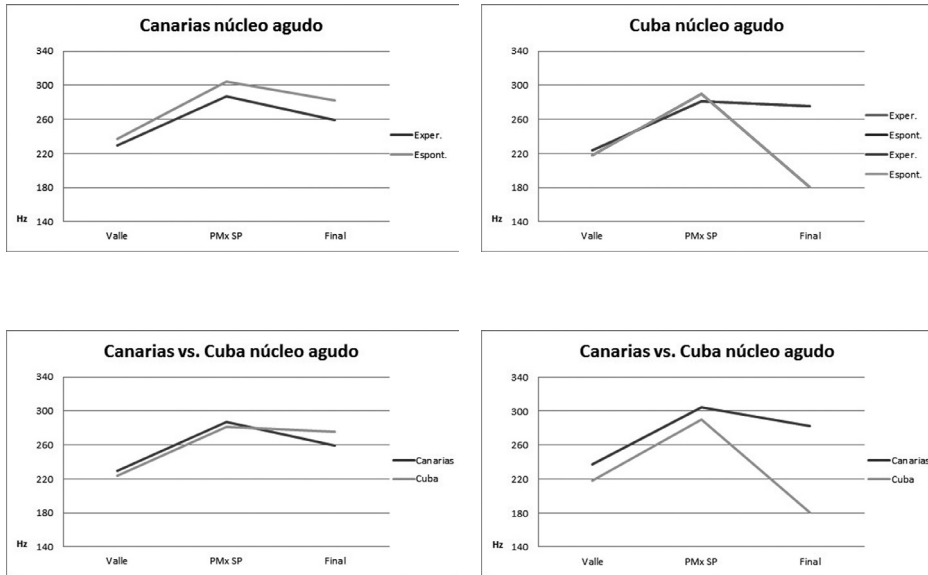 Canarias núcleo agudo
340
300
260
220
180
Hz 140
Valle PMx SP Final
Exper.
Espont.
Cuba núcleo agudo
340
300
260
220
180
Hz 140
Valle PMx SP Final
Exper.
Espont.
Exper.
Espont.
Canarias vs. Cuba núcleo agudo
340
300
260
220
180
Hz 140
Valle PMx SP Final
Canarias
Cuba
Canarias vs. Cuba núcleo agudo
340
300
260
220
180
Hz 140
Valle PMx SP Final
Canarias
Cuba